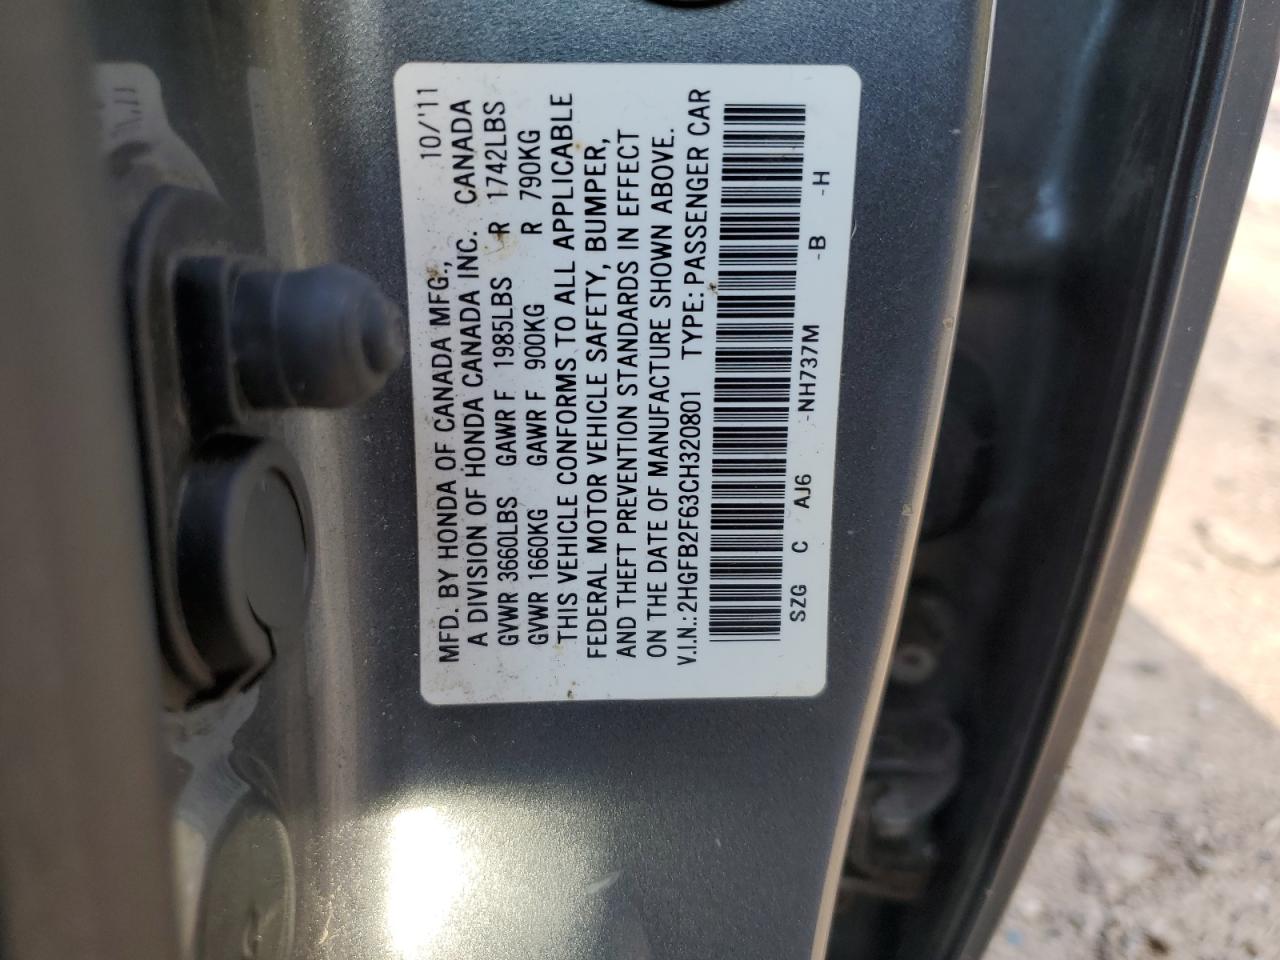 MFD. BY HONDA OF CANADA MFG., 10/'11
A DIVISION OF HONDA CANADA INC. CANADA
GVWR 3660LBS GAWR F 1985LBS R 1742LBS
GVWR 1660KG GAWR F 900KG R 790KG
THIS VEHICLE CONFORMS TO ALL APPLICABLE
FEDERAL MOTOR VEHICLE SAFETY, BUMPER,
AND THEFT PREVENTION STANDARDS IN EFFECT
ON THE DATE OF MANUFACTURE SHOWN ABOVE.
V.I.N.: 2HGFB2F63CH320801 TYPE: PASSENGER CAR
SZG C AJ6 -NH737M -B -H